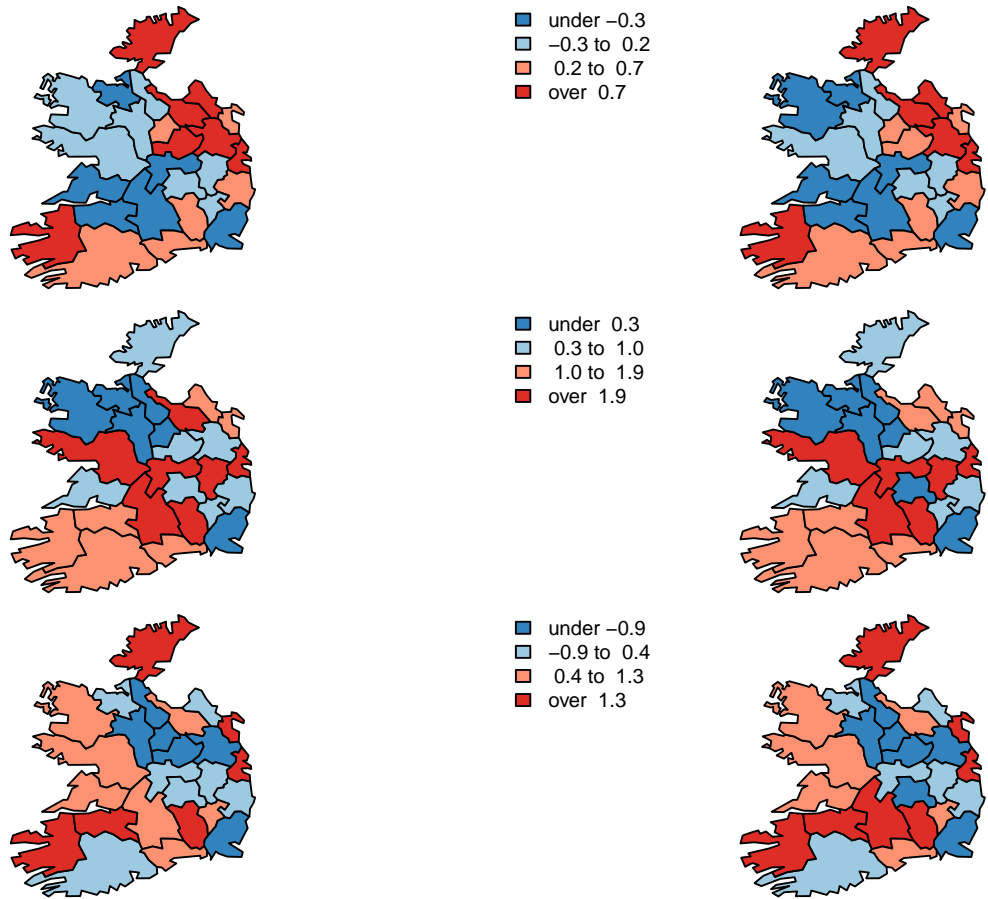 under −0.3
−0.3 to 0.2
0.2 to 0.7
over 0.7
under 0.3
0.3 to 1.0
1.0 to 1.9
over 1.9
under −0.9
−0.9 to 0.4
0.4 to 1.3
over 1.3